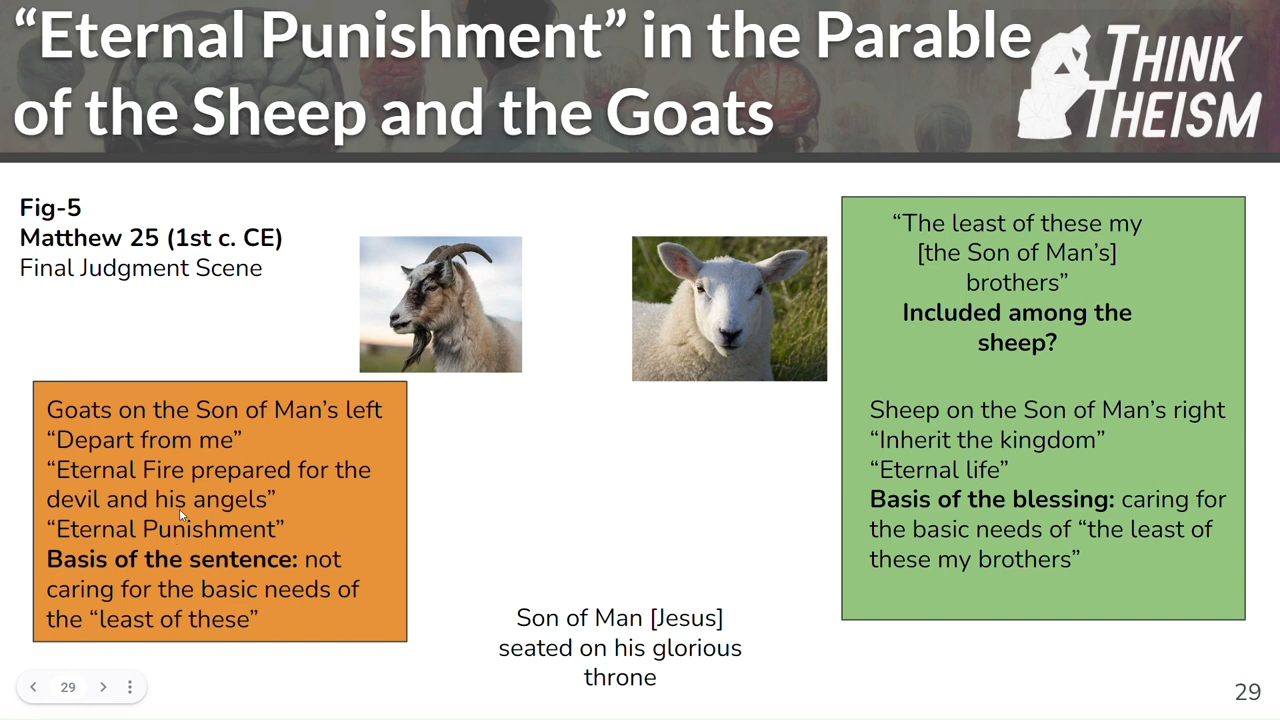 “Eternal Punishment” in the Parable
of the Sheep and the Goats
THINK
THEISM
Fig-5
Matthew 25 (1st c. CE)
Final Judgment Scene
Goats on the Son of Man’s left
“Depart from me”
“Eternal Fire prepared for the
devil and his angels”
“Eternal Punishment”
Basis of the sentence: not
caring for the basic needs of
the “least of these”
Son of Man [Jesus]
seated on his glorious
throne
“The least of these my
[the Son of Man’s]
brothers”
Included among the
sheep?
Sheep on the Son of Man’s right
“Inherit the kingdom”
“Eternal life”
Basis of the blessing: caring for
the basic needs of “the least of
these my brothers”
29
29